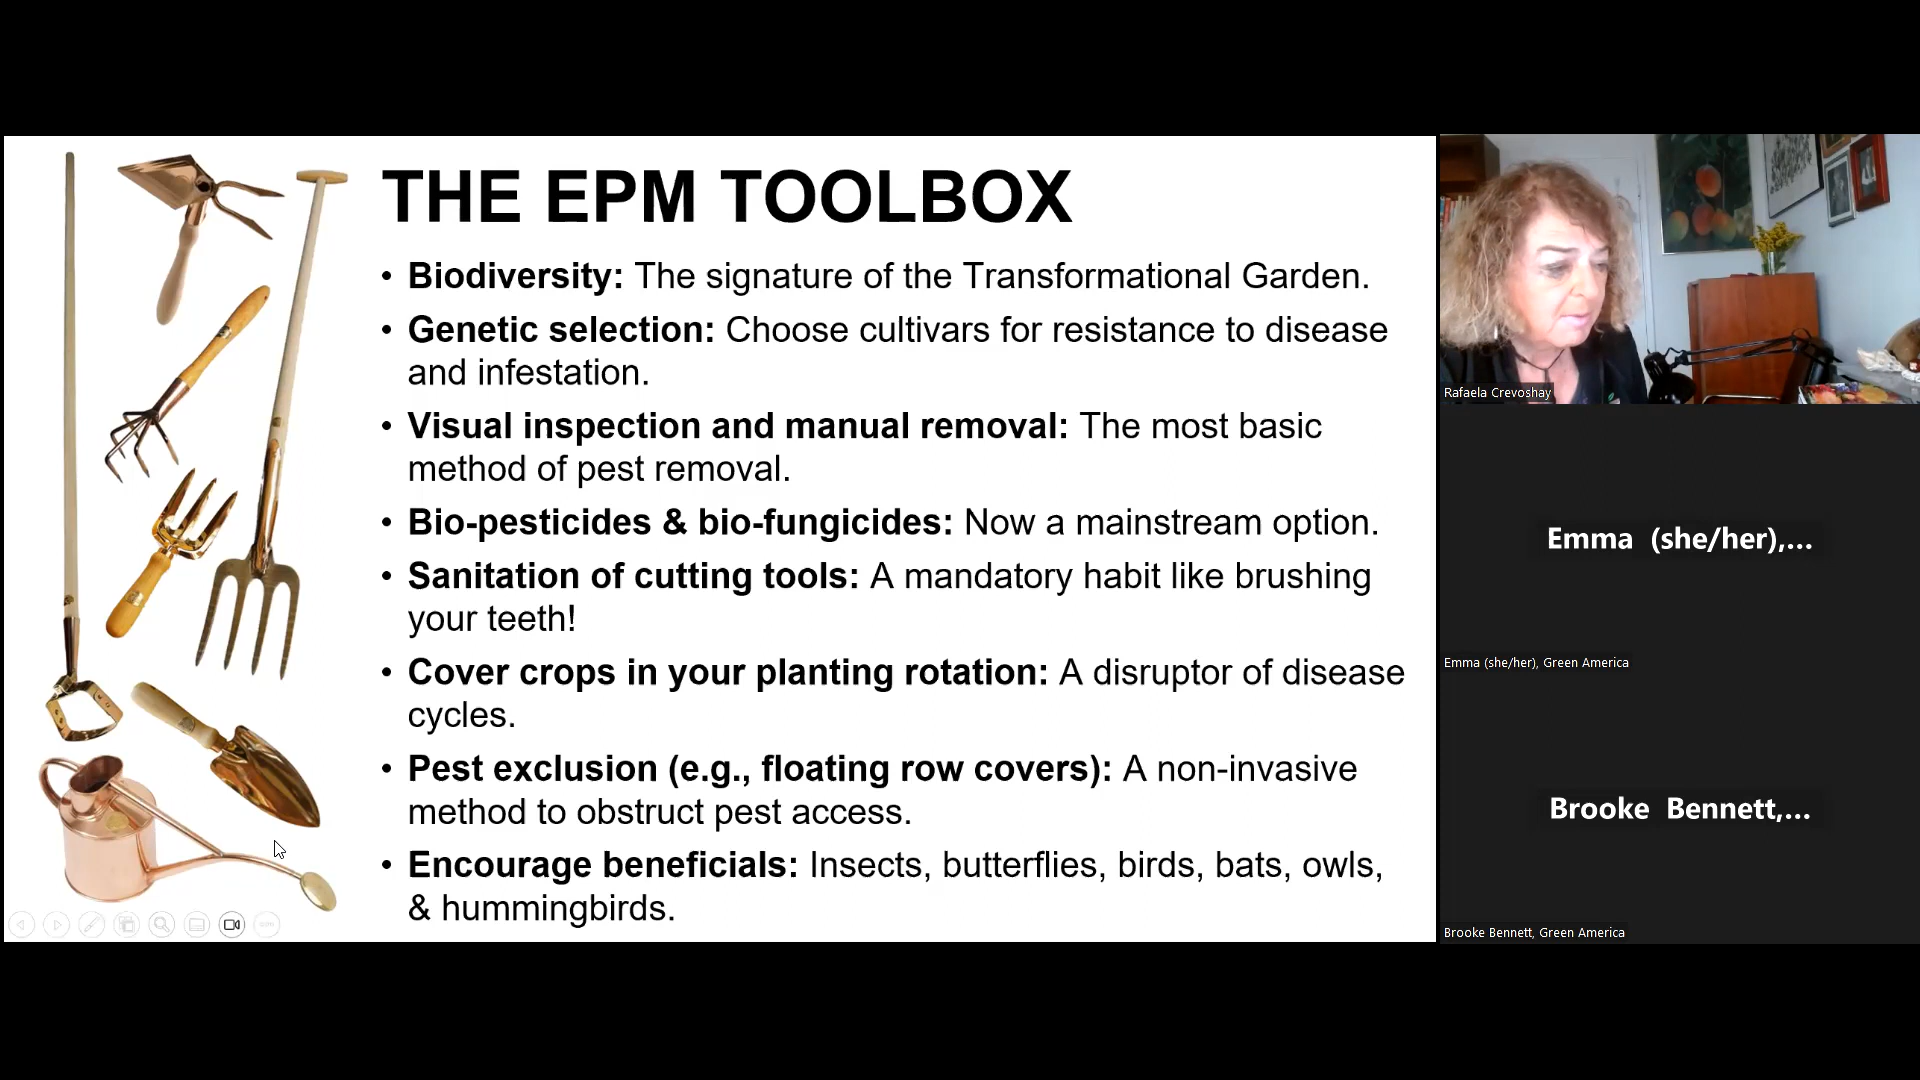 THE EPM TOOLBOX
• Biodiversity: The signature of the Transformational Garden.
• Genetic selection: Choose cultivars for resistance to disease
and infestation.
• Visual inspection and manual removal: The most basic
method of pest removal.
• Bio-pesticides & bio-fungicides: Now a mainstream option.
• Sanitation of cutting tools: A mandatory habit like brushing
your teeth!
• Cover crops in your planting rotation: A disruptor of disease
cycles.
• Pest exclusion (e.g., floating row covers): A non-invasive
method to obstruct pest access.
• Encourage beneficials: Insects, butterflies, birds, bats, owls,
& hummingbirds.
Rafaela Crevoshay
Emma (she/her),...
Emma (she/her), Green America
Brooke Bennett,...
Brooke Bennett, Green America